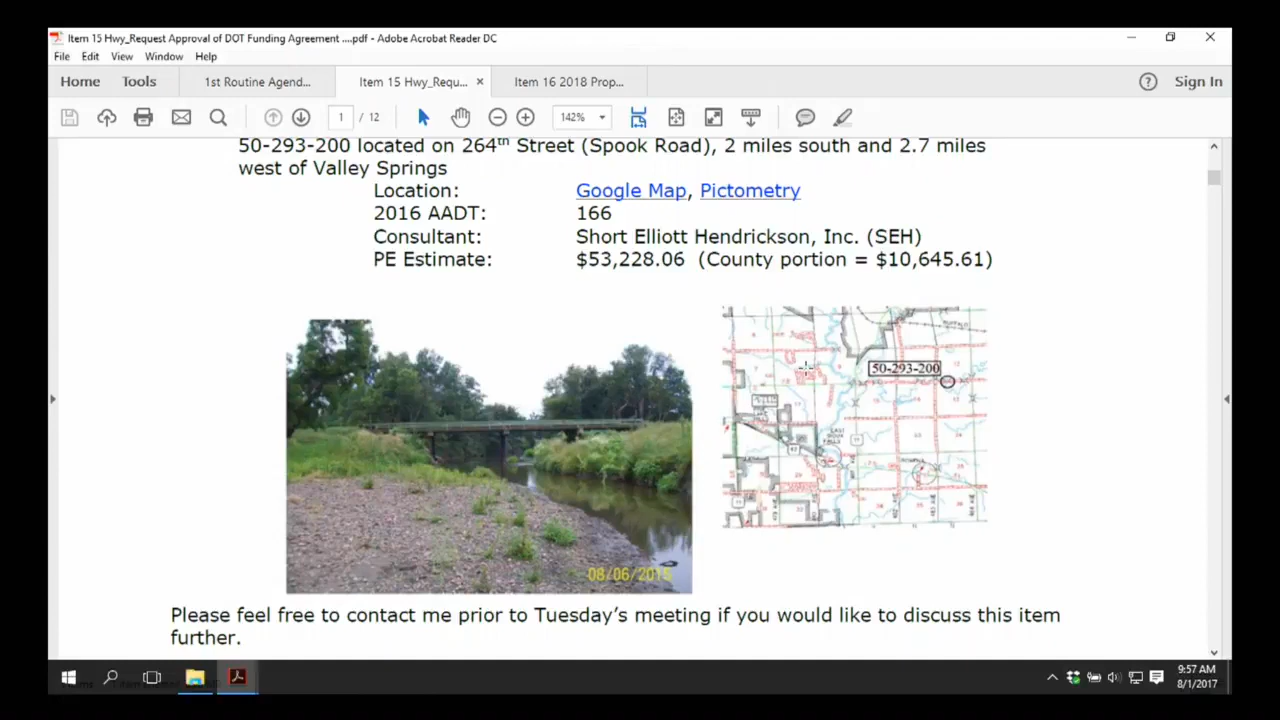 Item 15 Hwy_Request Approval of DOT Funding Agreement ....pdf - Adobe Acrobat Reader DC
File Edit View Window Help
Home Tools 1st Routine Agend... Item 15 Hwy_Requ... × Item 16 2018 Prop... Sign In
1 / 12 142%
50-293-200 located on 264th Street (Spook Road), 2 miles south and 2.7 miles
west of Valley Springs
Location: Google Map, Pictometry
2016 AADT: 166
Consultant: Short Elliott Hendrickson, Inc. (SEH)
PE Estimate: $53,228.06 (County portion = $10,645.61)
50-293-200
08/06/2015
Please feel free to contact me prior to Tuesday's meeting if you would like to discuss this item
further.
9:57 AM
8/1/2017